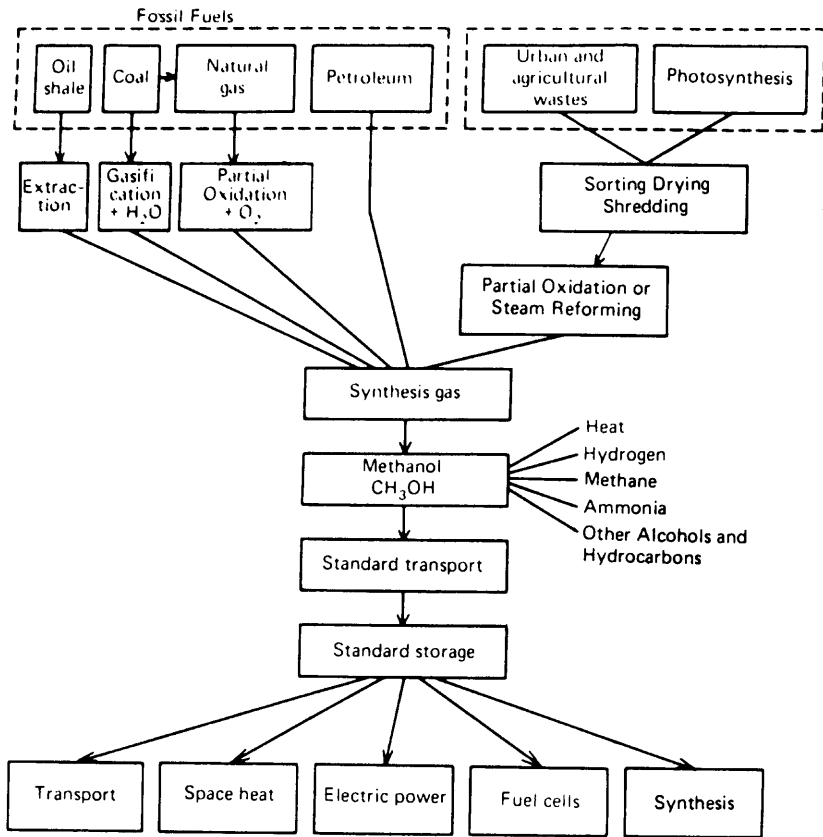 Fossil Fuels
Oil
shale
Coal
Natural
gas
Petroleum
Urban and
agricultural
wastes
Photosynthesis
Extrac-
tion
Gasifi
cation
+ H₂O
Partial
Oxidation
+ O₂
Sorting Drying
Shredding
Partial Oxidation or
Steam Reforming
Synthesis gas
Methanol
CH₃OH
Heat
Hydrogen
Methane
Ammonia
Other Alcohols and
Hydrocarbons
Standard transport
Standard storage
Transport
Space heat
Electric power
Fuel cells
Synthesis